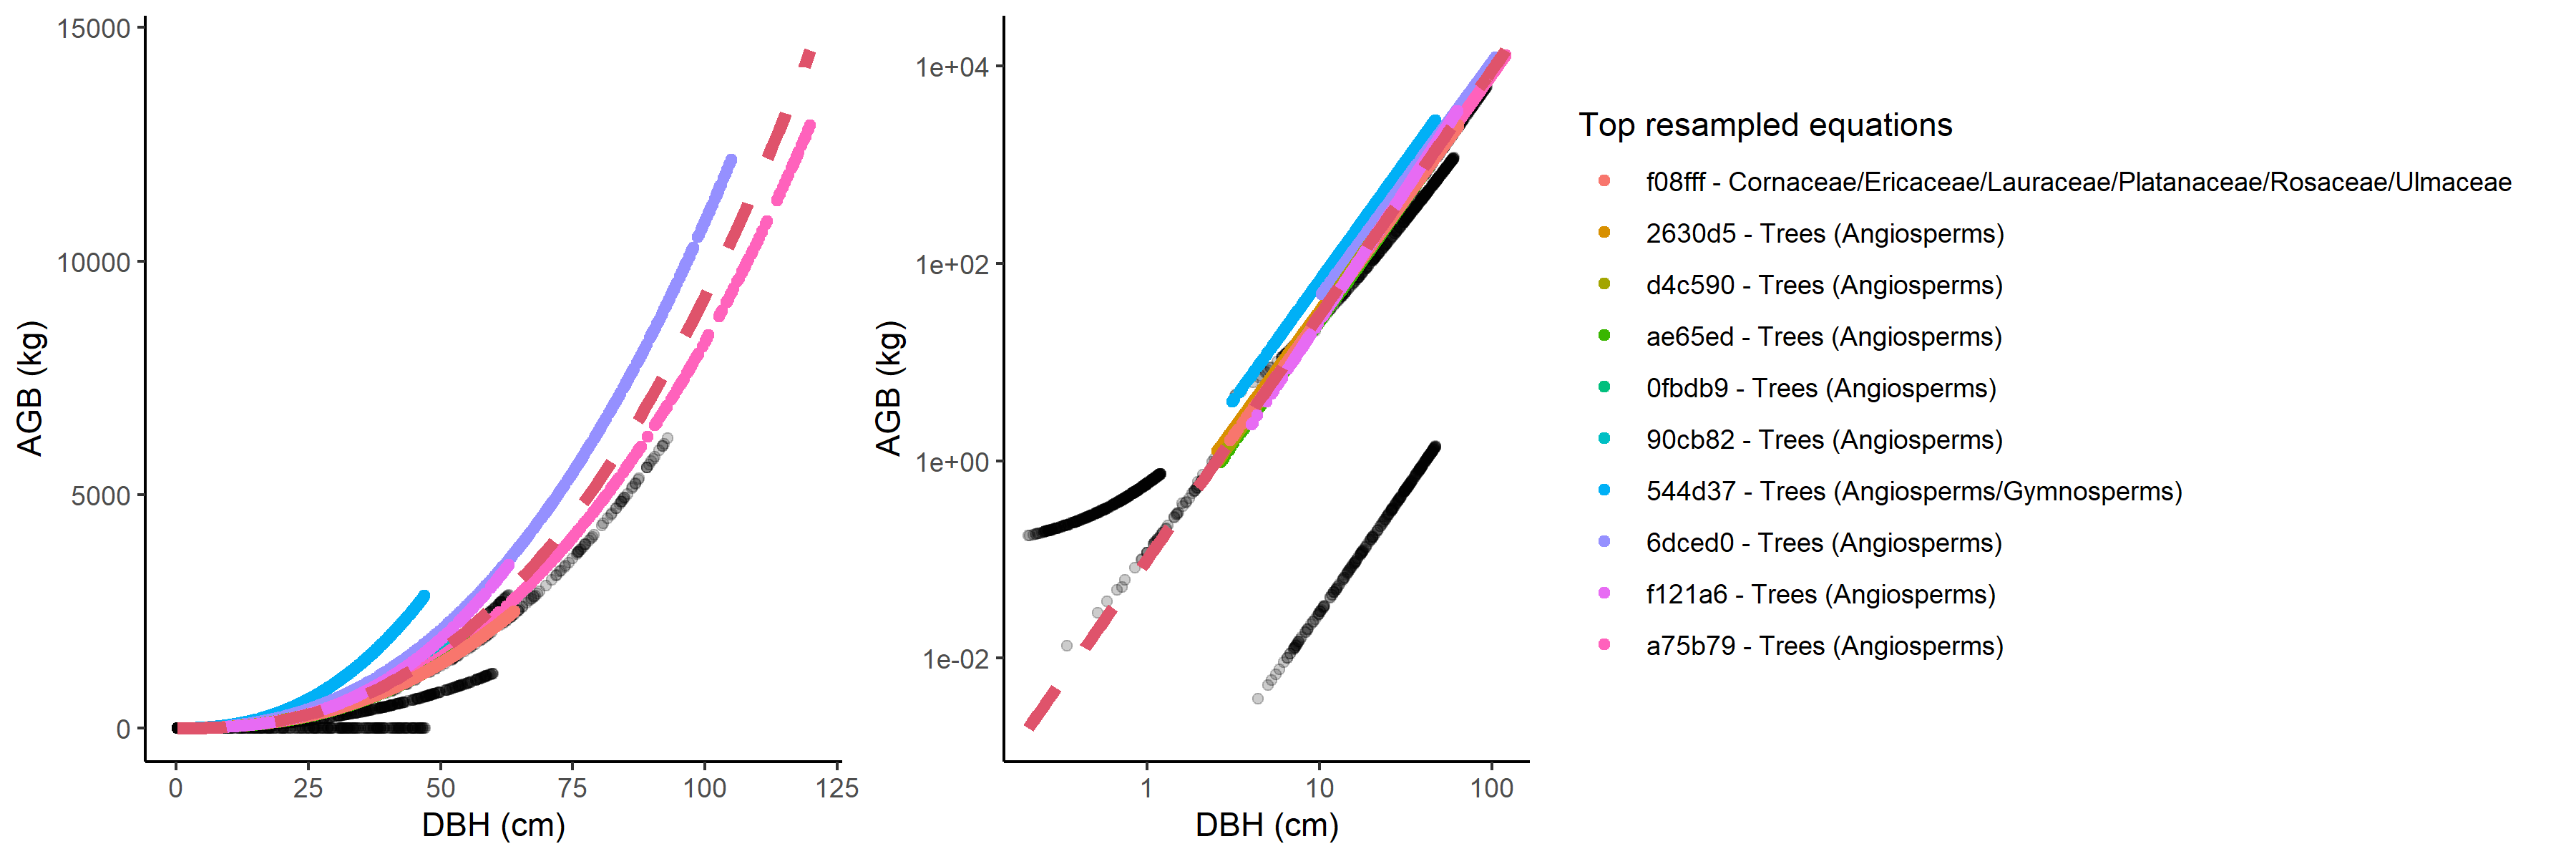 15000
10000
5000
0
AGB (kg)
0 25 50 75 100 125
DBH (cm)
1e+04
1e+02
1e+00
1e-02
AGB (kg)
1 10 100
DBH (cm)
Top resampled equations
f08fff - Cornaceae/Ericaceae/Lauraceae/Platanaceae/Rosaceae/Ulmaceae
2630d5 - Trees (Angiosperms)
d4c590 - Trees (Angiosperms)
ae65ed - Trees (Angiosperms)
0fbdb9 - Trees (Angiosperms)
90cb82 - Trees (Angiosperms)
544d37 - Trees (Angiosperms/Gymnosperms)
6dced0 - Trees (Angiosperms)
f121a6 - Trees (Angiosperms)
a75b79 - Trees (Angiosperms)